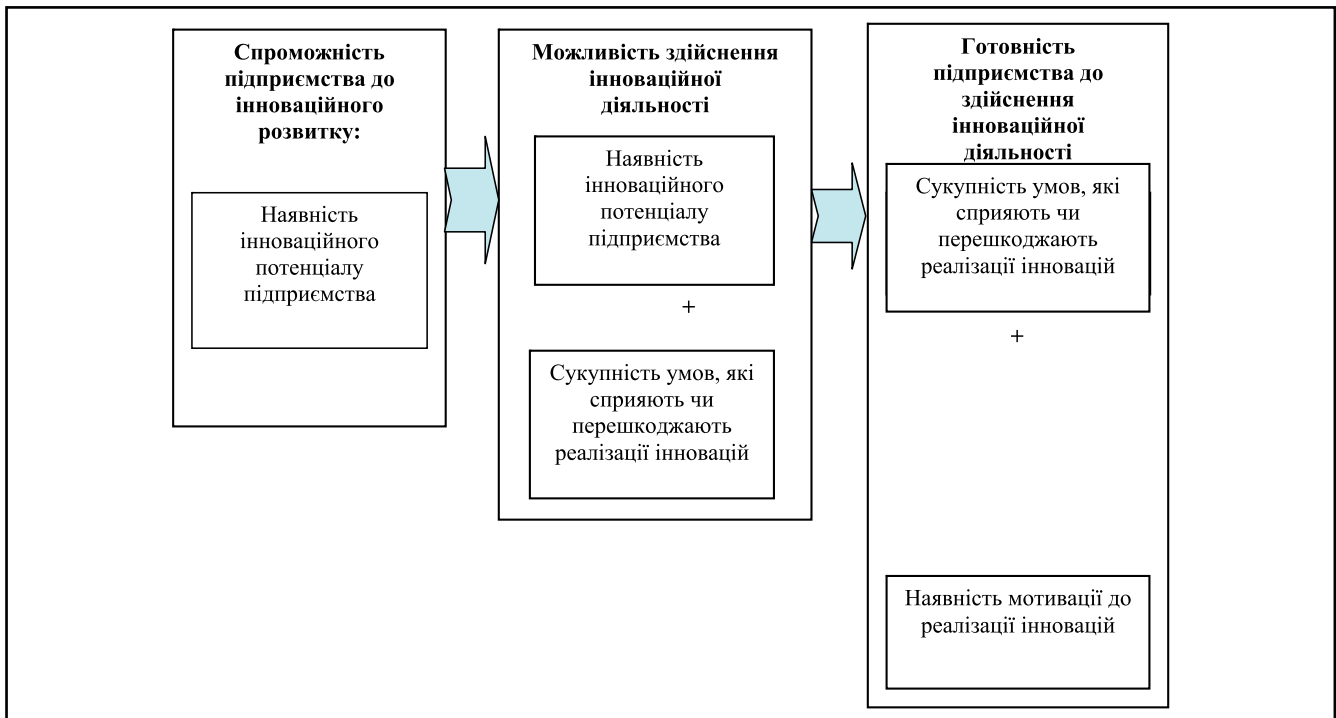 Спроможність
підприємства до
інноваційного
розвитку:
Наявність
інноваційного
потенціалу
підприємства
Можливість здійснення
інноваційної
діяльності
Наявність
інноваційного
потенціалу
підприємства
+
Сукупність умов, які
сприяють чи
перешкоджають
реалізації інновацій
Готовність
підприємства до
здійснення
інноваційної
діяльності
Сукупність умов, які
сприяють чи
перешкоджають
реалізації інновацій
+
Наявність мотивації до
реалізації інновацій